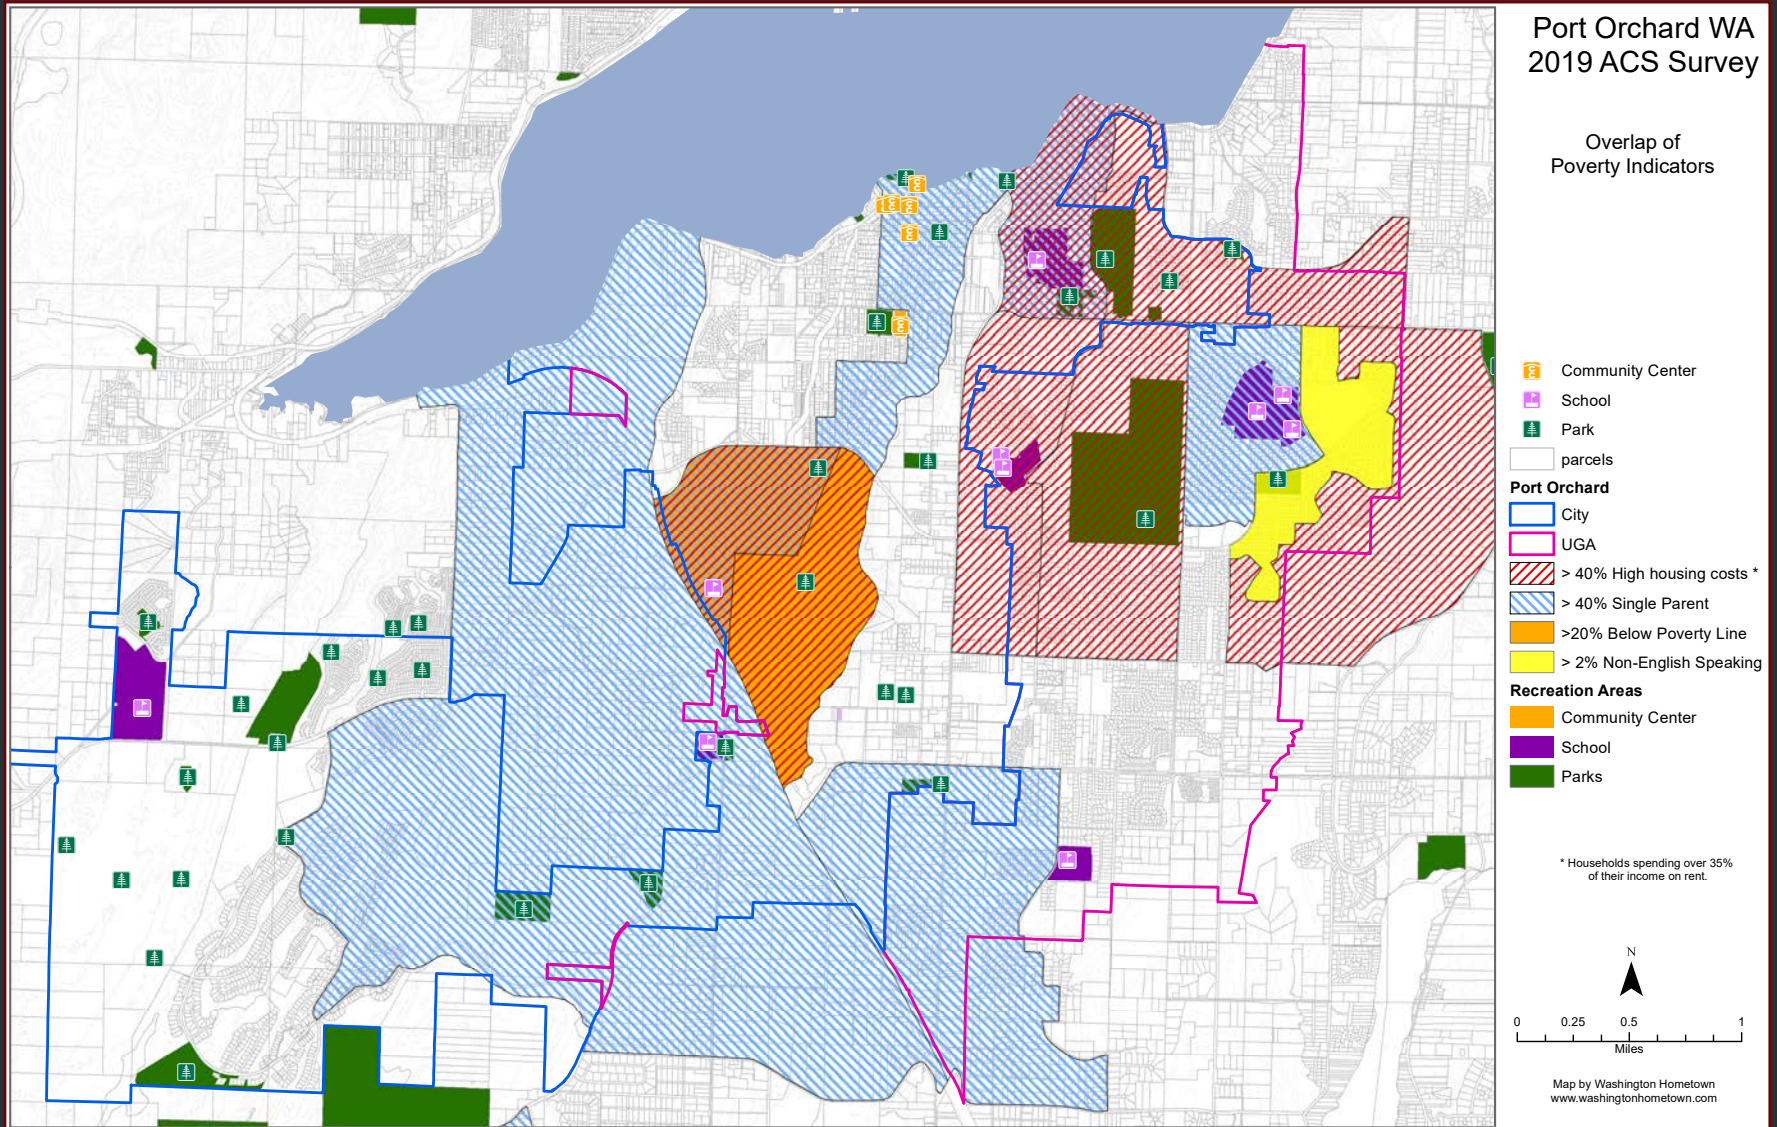 Port Orchard WA
2019 ACS Survey
Overlap of
Poverty Indicators
Community Center
School
Park
parcels
Port Orchard
City
UGA
> 40% High housing costs *
> 40% Single Parent
>20% Below Poverty Line
> 2% Non-English Speaking
Recreation Areas
Community Center
School
Parks
* Households spending over 35%
of their income on rent.
N
0 0.25 0.5 1
Miles
Map by Washington Hometown
www.washingtonhometown.com